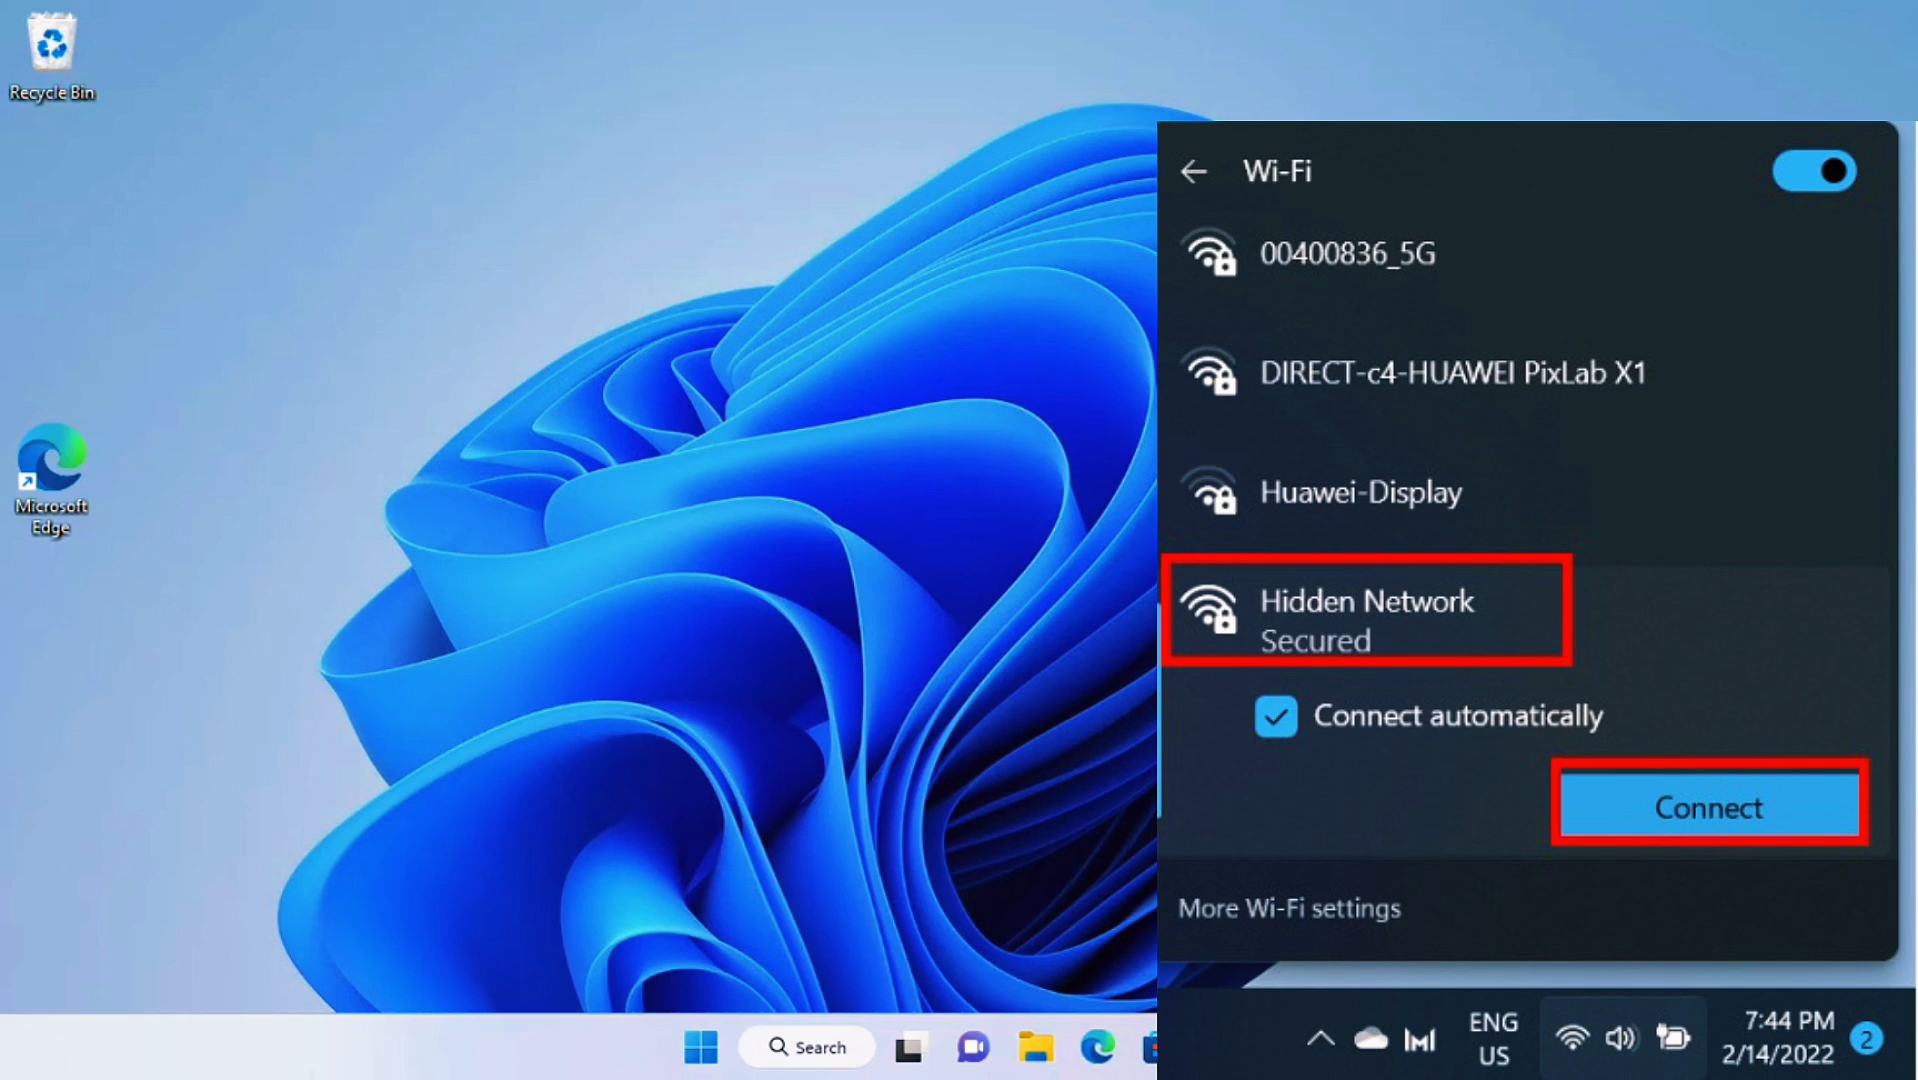 Recycle Bin
Microsoft
Edge
Wi-Fi
00400836_5G
DIRECT-c4-HUAWEI PixLab X1
Huawei-Display
Hidden Network
Secured
Connect automatically
Connect
More Wi-Fi settings
Search
ENG
US
7:44 PM
2/14/2022
2